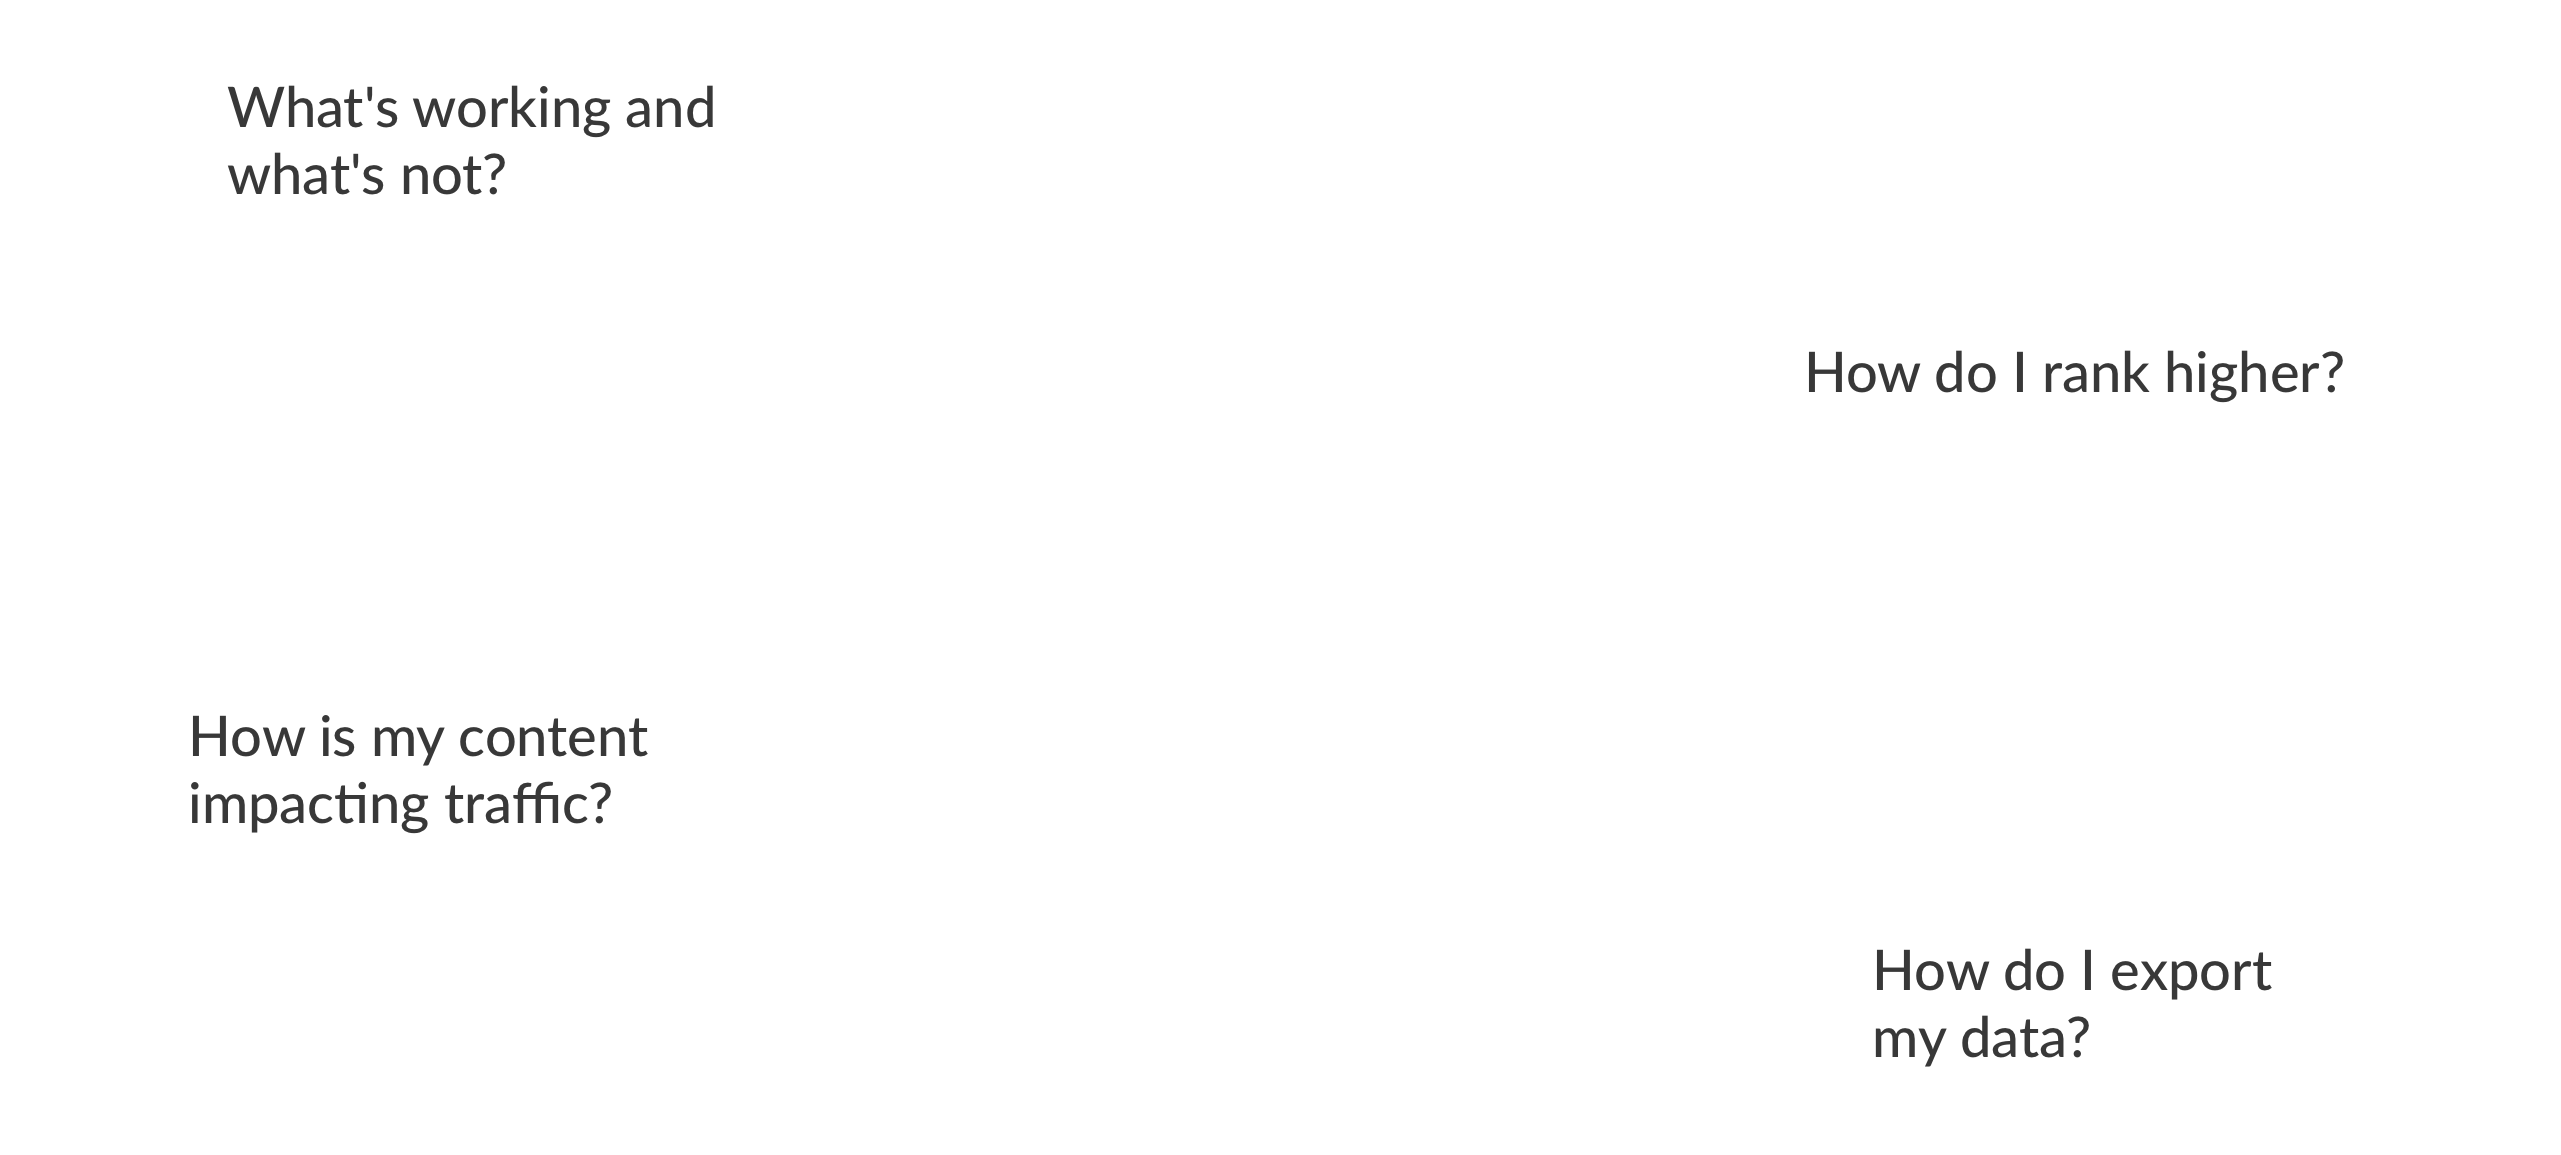 What's working and
what's not?
How do I rank higher?
How is my content
impacting traffic?
How do I export
my data?